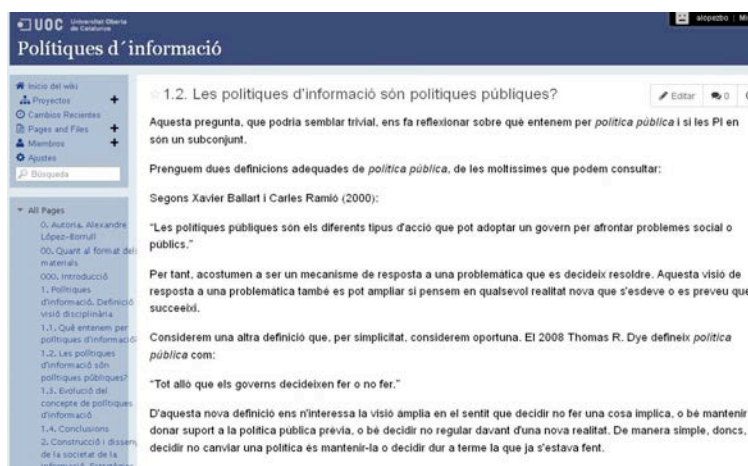 UOC Universitat Oberta
de Catalunya
alopezbo | Mi
Polítiques d´informació
Inicio del wiki
Proyectos +
Cambios Recientes
Pages and Files +
Miembros +
Ajustes
Búsqueda
All Pages
0. Autoria. Alexandre
López-Borrull
00. Quant al format dels
materials
000. Introducció
1. Polítiques
d'informació. Definició
visió disciplinària
1.1. Què entenem per
polítiques d'informació?
1.2. Les polítiques
d'informació són
polítiques públiques?
1.3. Evolució del
concepte de polítiques
d'informació
1.4. Conclusions
2. Construcció i disseny
de la societat de la
1.2. Les polítiques d'informació són polítiques públiques?
Editar 0
Aquesta pregunta, que podria semblar trivial, ens fa reflexionar sobre què entenem per política pública i si les PI en
són un subconjunt.
Prenguem dues definicions adequades de política pública, de les moltíssimes que podem consultar:
Segons Xavier Ballart i Carles Ramió (2000):
"Les polítiques públiques són els diferents tipus d'acció que pot adoptar un govern per afrontar problemes social o
públics."
Per tant, acostumen a ser un mecanisme de resposta a una problemàtica que es decideix resoldre. Aquesta visió de
resposta a una problemàtica també es pot ampliar si pensem en qualsevol realitat nova que s'esdeve o es preveu que
succeeixi.
Considerem una altra definició que, per simplicitat, considerem oportuna. El 2008 Thomas R. Dye defineix política
pública com:
"Tot allò que els governs decideixen fer o no fer."
D'aquesta nova definició ens n'interessa la visió àmplia en el sentit que decidir no fer una cosa implica, o bé mantenir
donar suport a la política pública prèvia, o bé decidir no regular davant d'una nova realitat. De manera simple, doncs,
decidir no canviar una política és mantenir-la o decidir dur a terme la que ja s'estava fent.